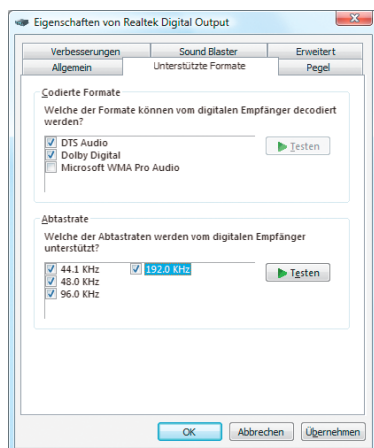 Eigenschaften von Realtek Digital Output
Verbesserungen Sound Blaster Erweitert
Allgemein Unterstützte Formate Pegel
Codierte Formate
Welche der Formate können vom digitalen Empfänger decodiert
werden?
DTS Audio
Dolby Digital
Microsoft WMA Pro Audio
Testen
Abtastrate
Welche der Abtastraten werden vom digitalen Empfänger
unterstützt?
44.1 KHz 192.0 KHz
48.0 KHz
96.0 KHz
Testen
OK Abbrechen Übernehmen